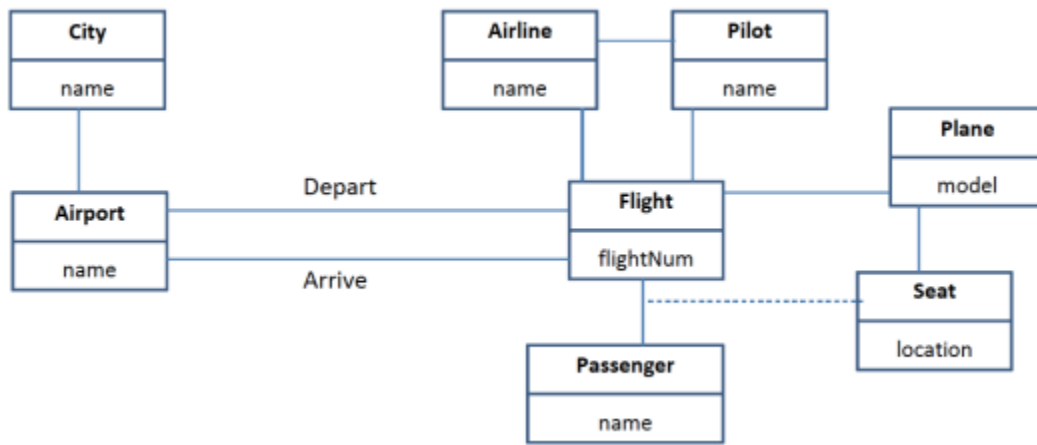 City
name
Airline
name
Pilot
name
Plane
model
Depart
Airport
name
Arrive
Flight
flightNum
Seat
location
Passenger
name